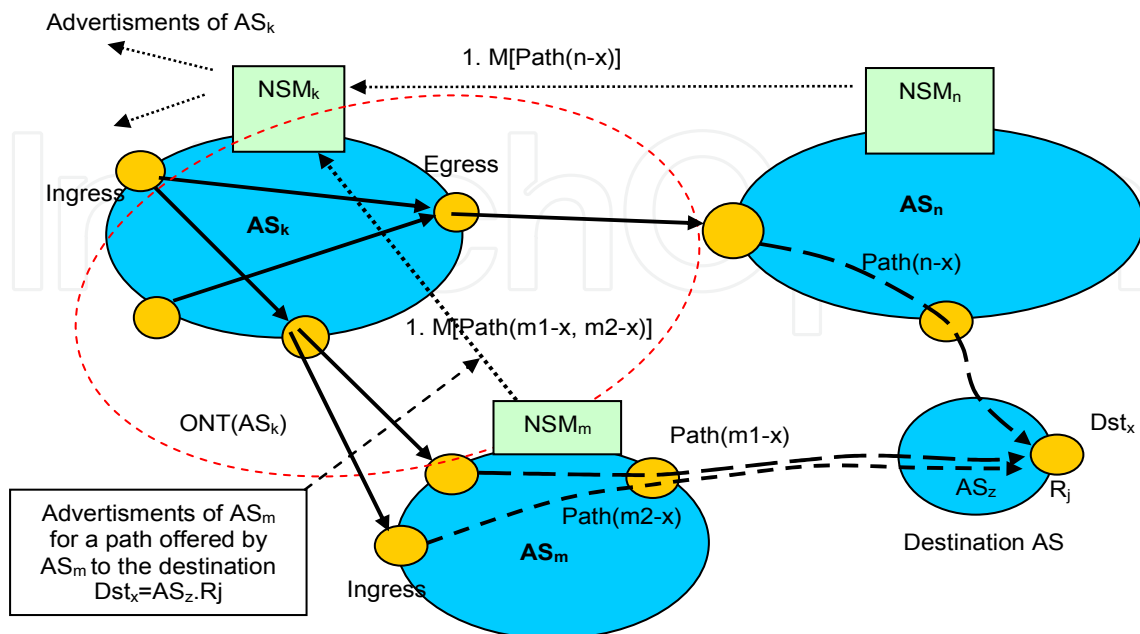 Advertisments of ASk
1. M[Path(n-x)]
NSMk
NSMn
Egress
Ingress
ASk
ASn
Path(n-x)
1. M[Path(m1-x, m2-x)]
ONT(ASk)
NSMm
Path(m1-x)
Dstx
ASz
Rj
Path(m2-x)
Destination AS
Advertisments of ASm
for a path offered by
ASm to the destination
Dstx=ASz.Rj
ASm
Ingress